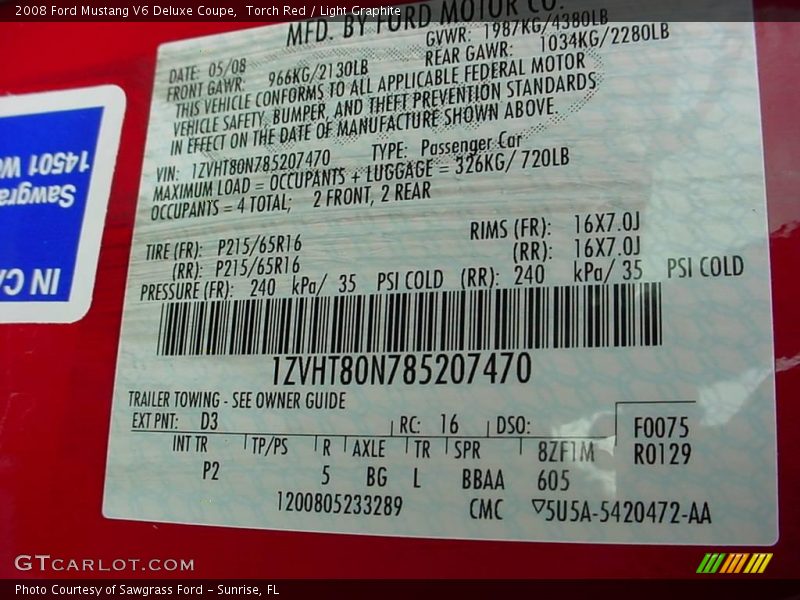 2008 Ford Mustang V6 Deluxe Coupe, Torch Red / Light Graphite
MFD. BY FORD MOTOR CO.
DATE: 05/08 GVWR: 1987KG/4380LB
FRONT GAWR: 966KG/2130LB REAR GAWR: 1034KG/2280LB
THIS VEHICLE CONFORMS TO ALL APPLICABLE FEDERAL MOTOR
VEHICLE SAFETY, BUMPER, AND THEFT PREVENTION STANDARDS
IN EFFECT ON THE DATE OF MANUFACTURE SHOWN ABOVE.
VIN: 1ZVHT80N785207470 TYPE: Passenger Car
MAXIMUM LOAD = OCCUPANTS + LUGGAGE = 326KG/ 720LB
OCCUPANTS = 4 TOTAL; 2 FRONT, 2 REAR
TIRE (FR): P215/65R16 RIMS (FR): 16X7.0J
(RR): P215/65R16 (RR): 16X7.0J
PRESSURE (FR): 240 kPa/ 35 PSI COLD (RR): 240 kPa/ 35 PSI COLD
1ZVHT80N785207470
TRAILER TOWING - SEE OWNER GUIDE
EXT PNT: D3 RC: 16 DSO: F0075
INT TR TP/PS R AXLE TR SPR 8ZF1M R0129
P2 5 BG L BBAA 605
1200805233289 CMC ▽5U5A-5420472-AA
14501 W
Sawgra
IN C
GTCARLOT.COM
Photo Courtesy of Sawgrass Ford - Sunrise, FL